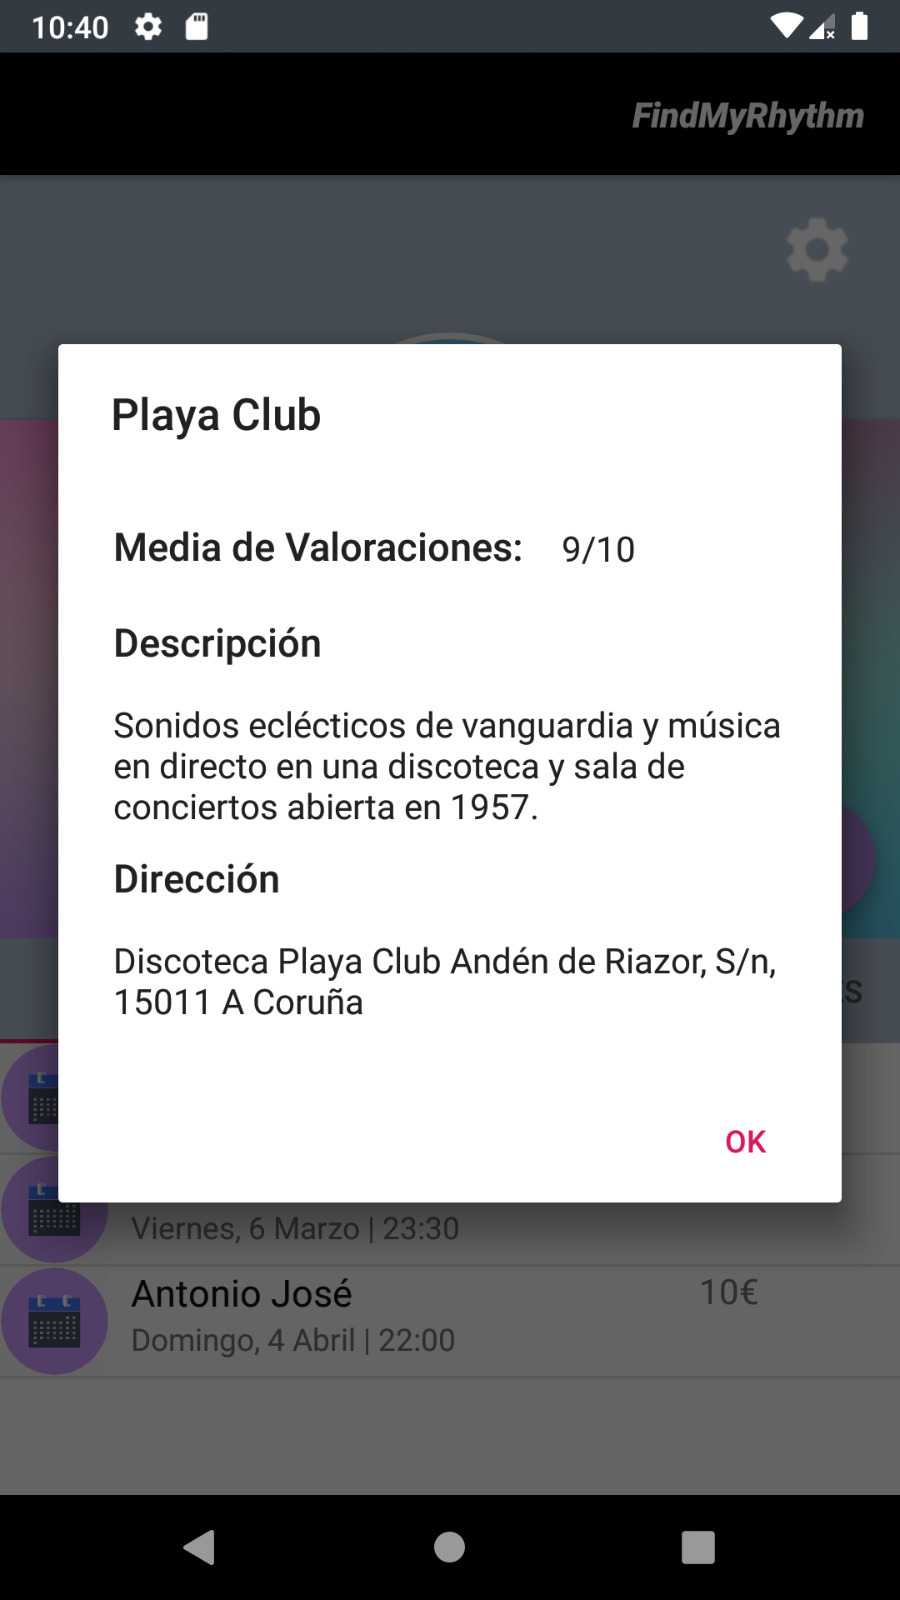 10:40
FindMyRhythm
Playa Club
Media de Valoraciones: 9/10
Descripción
Sonidos eclécticos de vanguardia y música
en directo en una discoteca y sala de
conciertos abierta en 1957.
Dirección
Discoteca Playa Club Andén de Riazor, S/n,
15011 A Coruña
OK
Viernes, 6 Marzo | 23:30
Antonio José 10€
Domingo, 4 Abril | 22:00